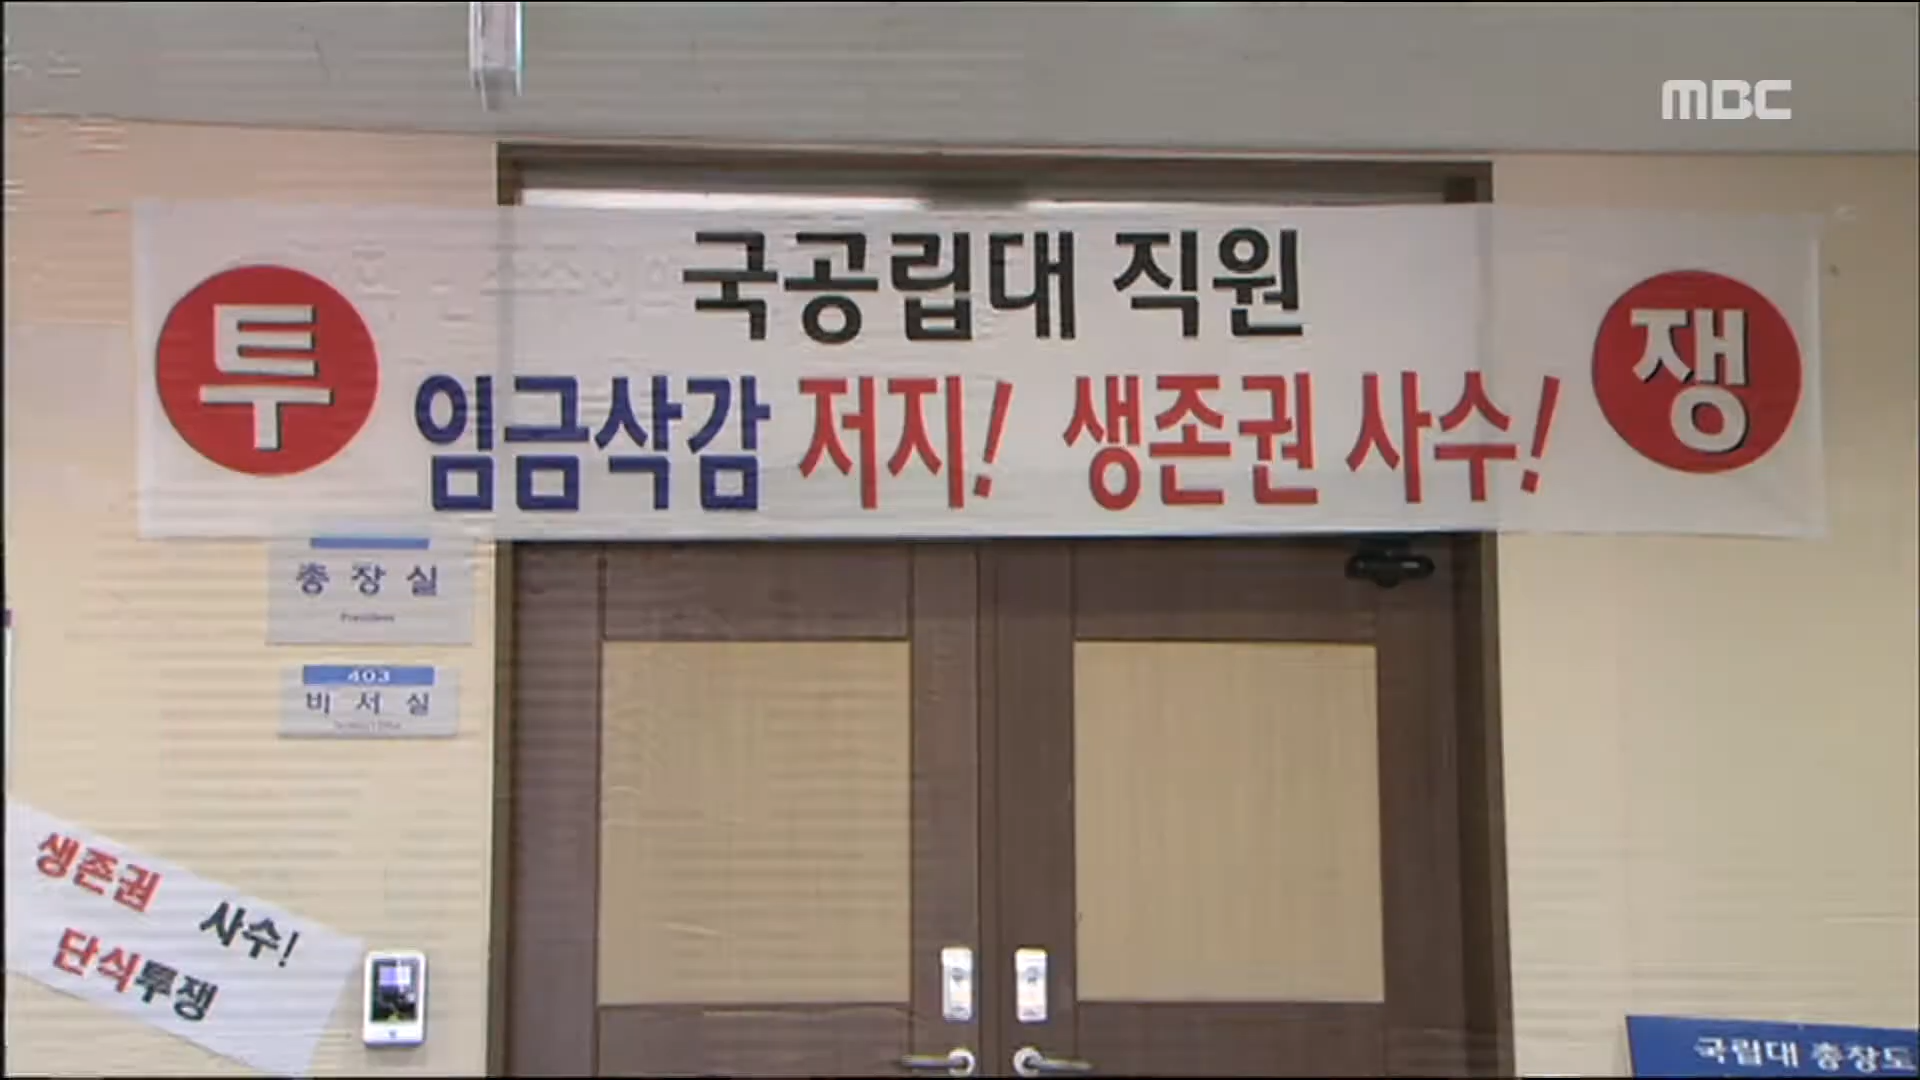 MBC
국공립대 직원
투 임금삭감 저지! 생존권 사수! 쟁
총장실
President
403
비서실
생존권 사수!
단식투쟁
국립대 총장도